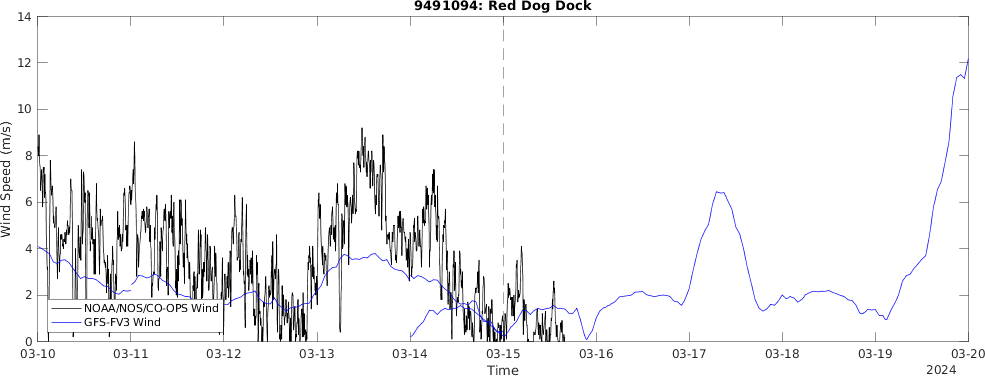 9491094: Red Dog Dock
14
12
10
8
6
4
2
0
Wind Speed (m/s)
NOAA/NOS/CO-OPS Wind
GFS-FV3 Wind
03-10 03-11 03-12 03-13 03-14 03-15 03-16 03-17 03-18 03-19 03-20
Time
2024